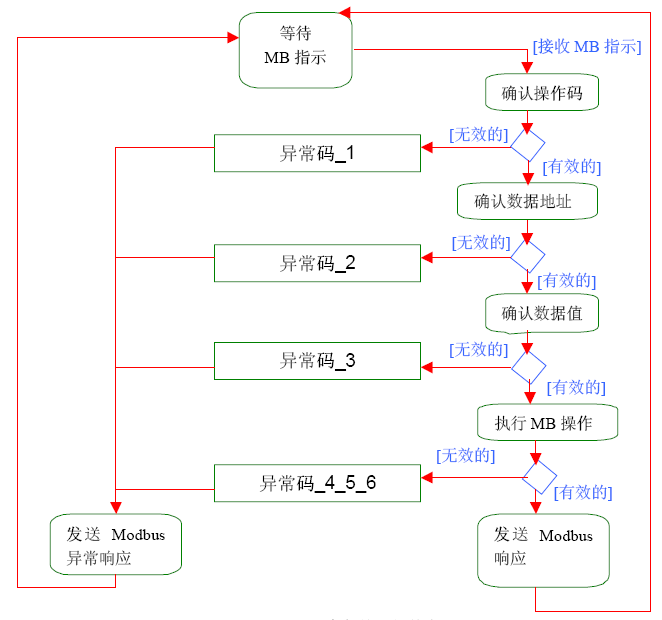 等待
MB 指示
[接收 MB 指示]
确认操作码
[无效的]
异常码_1
[有效的]
确认数据地址
[无效的]
异常码_2
[有效的]
确认数据值
[无效的]
异常码_3
[有效的]
执行 MB 操作
[无效的]
异常码_4_5_6
[有效的]
发送 Modbus
异常响应
发送 Modbus
响应